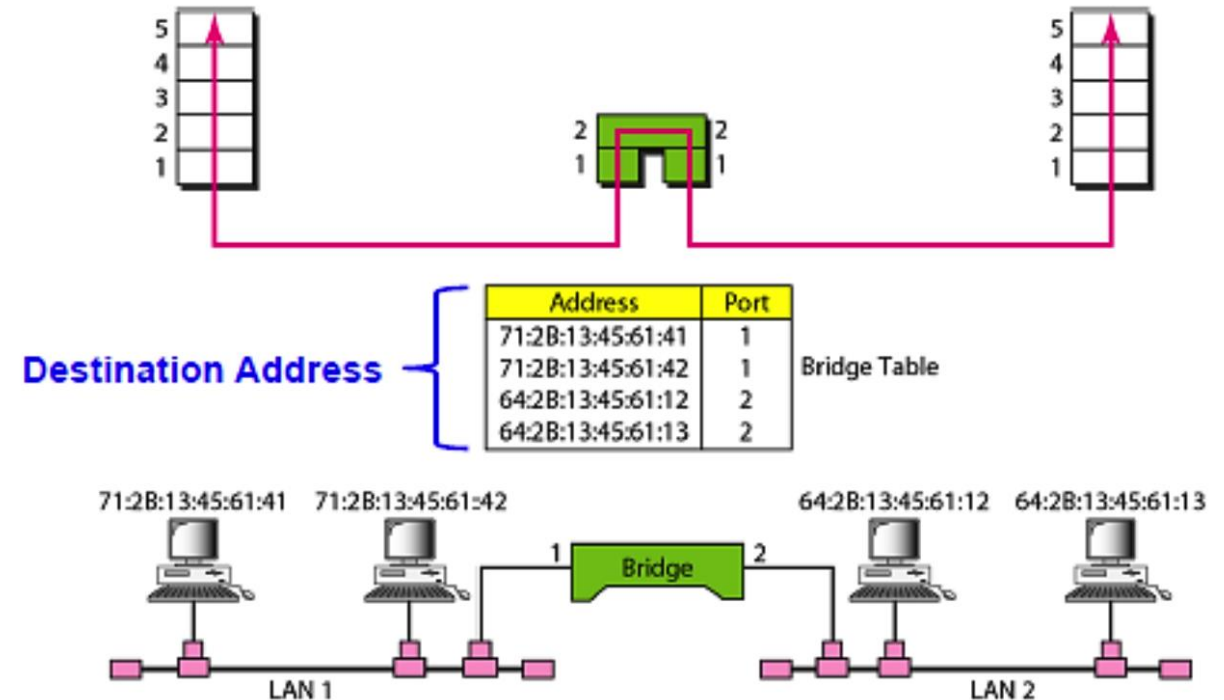 5
4
3
2
1
2
1
2
1
5
4
3
2
1
Destination Address
Address Port
71:2B:13:45:61:41 1
71:2B:13:45:61:42 1
64:2B:13:45:61:12 2
64:2B:13:45:61:13 2
Bridge Table
71:2B:13:45:61:41
71:2B:13:45:61:42
64:2B:13:45:61:12
64:2B:13:45:61:13
1
Bridge
2
LAN 1
LAN 2